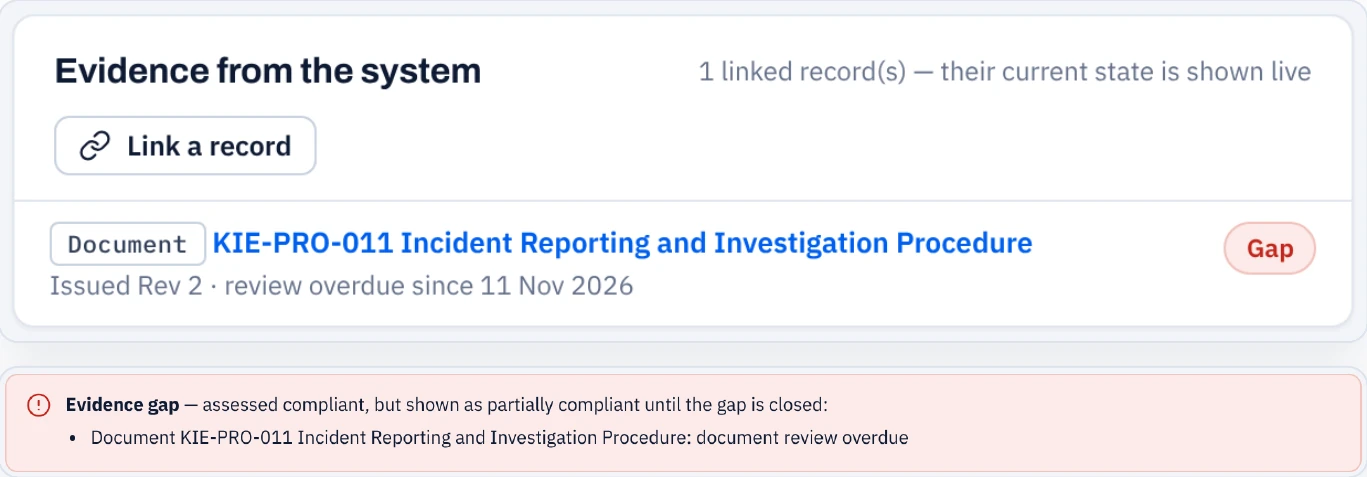 Evidence from the system
1 linked record(s) — their current state is shown live
Link a record
Document KIE-PRO-011 Incident Reporting and Investigation Procedure
Gap
Issued Rev 2 · review overdue since 11 Nov 2026
Evidence gap — assessed compliant, but shown as partially compliant until the gap is closed:
• Document KIE-PRO-011 Incident Reporting and Investigation Procedure: document review overdue